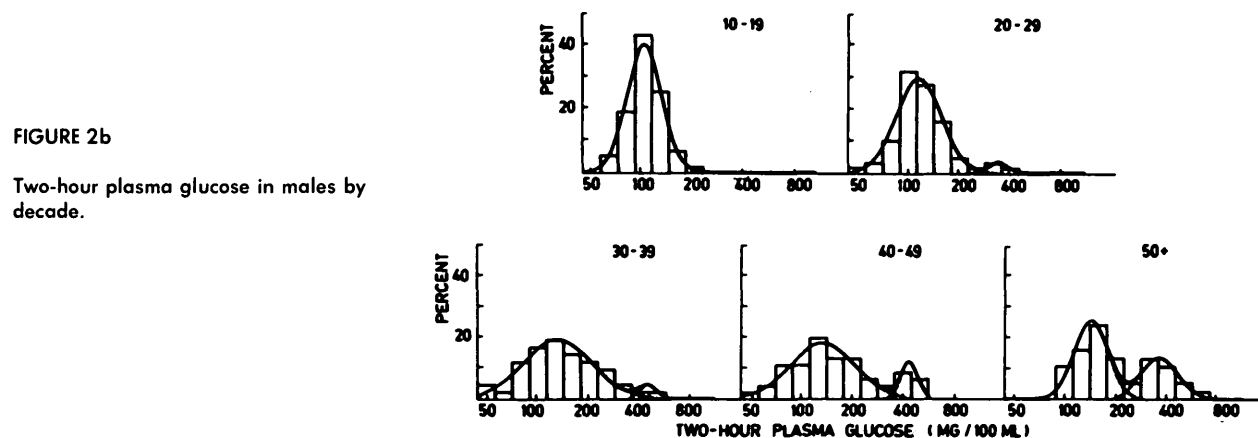 FIGURE 2b
Two-hour plasma glucose in males by
decade.
10-19
20-29
PERCENT
40
20
50 100 200 400 800
50 100 200 400 800
30-39
40-49
50+
PERCENT
40
20
50 100 200 400 800
50 100 200 400 800
50 100 200 400 800
TWO-HOUR PLASMA GLUCOSE (MG/100 ML)